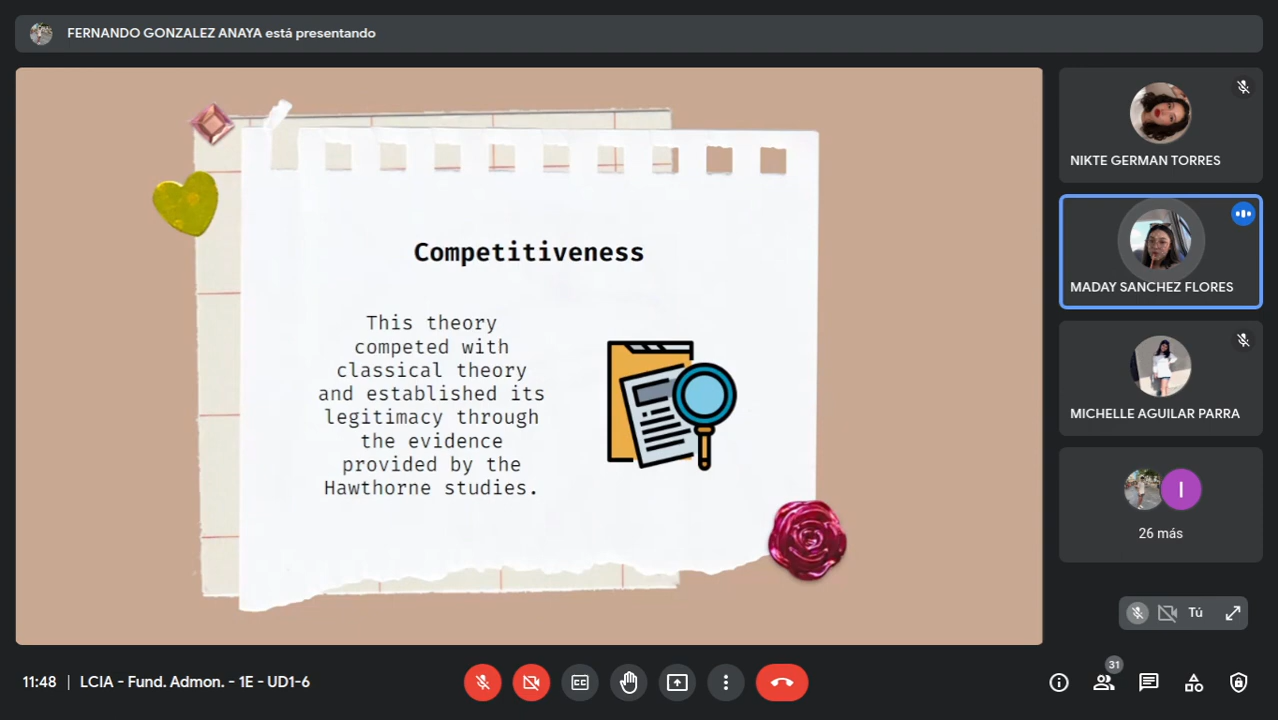 FERNANDO GONZALEZ ANAYA está presentando
Competitiveness
This theory
competed with
classical theory
and established its
legitimacy through
the evidence
provided by the
Hawthorne studies.
NIKTE GERMAN TORRES
MADAY SANCHEZ FLORES
MICHELLE AGUILAR PARRA
I
26 más
Tú
11:48 | LCIA - Fund. Admon. - 1E - UD1-6
CC
31